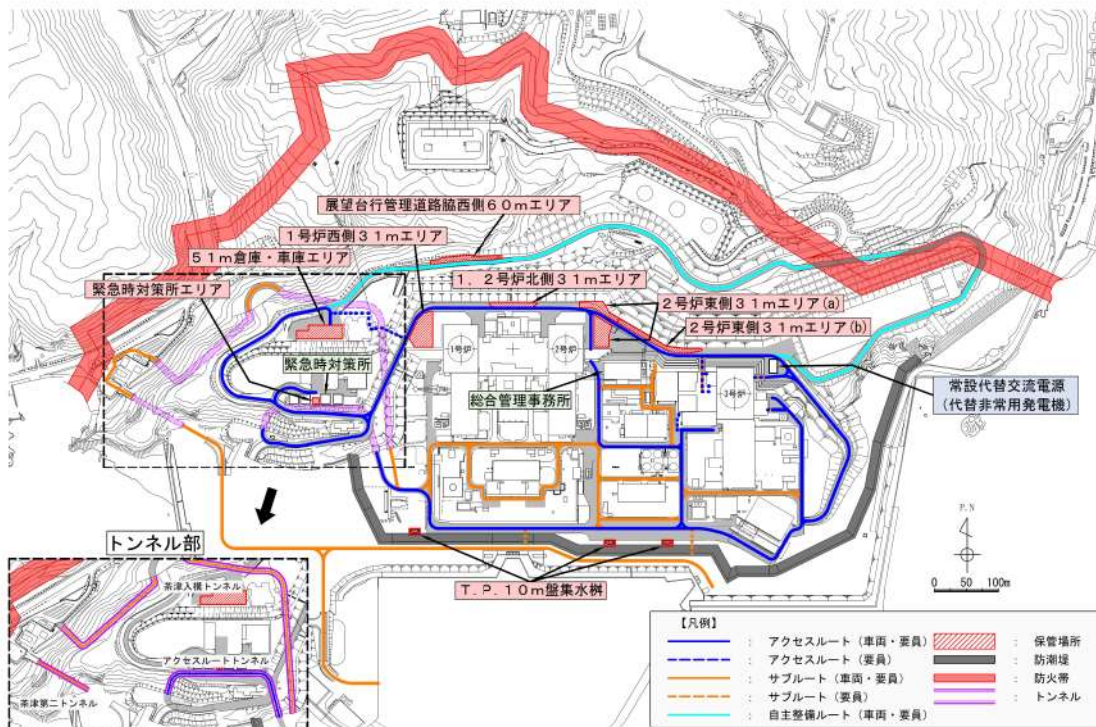 展望台行管理道路脇西側６０ｍエリア
１号炉西側３１ｍエリア
５１ｍ倉庫・車庫エリア
緊急時対策所エリア
１，２号炉北側３１ｍエリア
２号炉東側３１ｍエリア(a)
２号炉東側３１ｍエリア(b)
緊急時対策所
1号炉
2号炉
3号炉
総合管理事務所
常設代替交流電源
(代替非常用発電機)
P.N
0 50 100m
Ｔ.Ｐ.１０ｍ盤集水桝
トンネル部
茶津入構トンネル
アクセスルートトンネル
茶津第二トンネル
【凡例】
： アクセスルート（車両・要員）
： アクセスルート（要員）
： サブルート（車両・要員）
： サブルート（要員）
： 自主整備ルート（車両・要員）
： 保管場所
： 防潮堤
： 防火帯
： トンネル